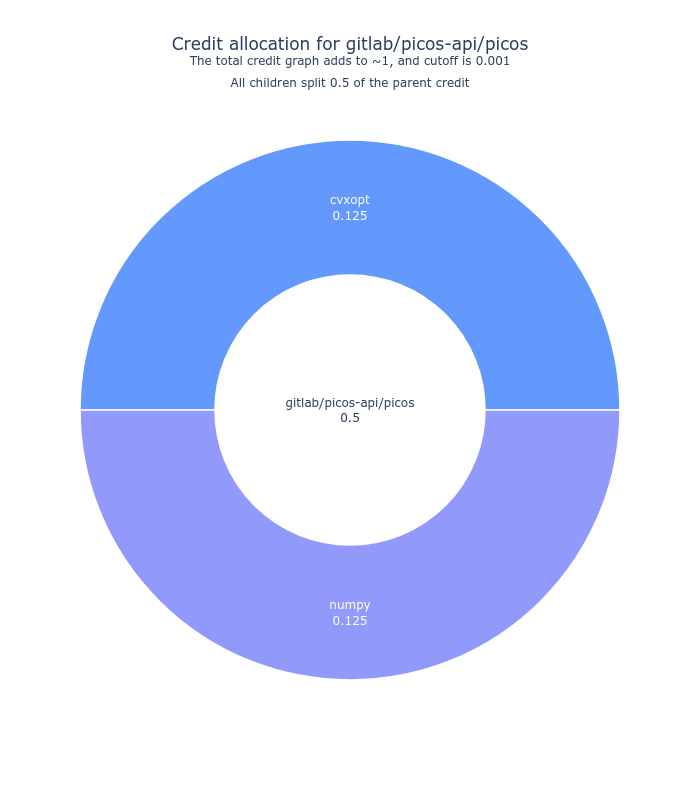 Credit allocation for gitlab/picos-api/picos
The total credit graph adds to ~1, and cutoff is 0.001
All children split 0.5 of the parent credit
cvxopt
0.125
gitlab/picos-api/picos
0.5
numpy
0.125